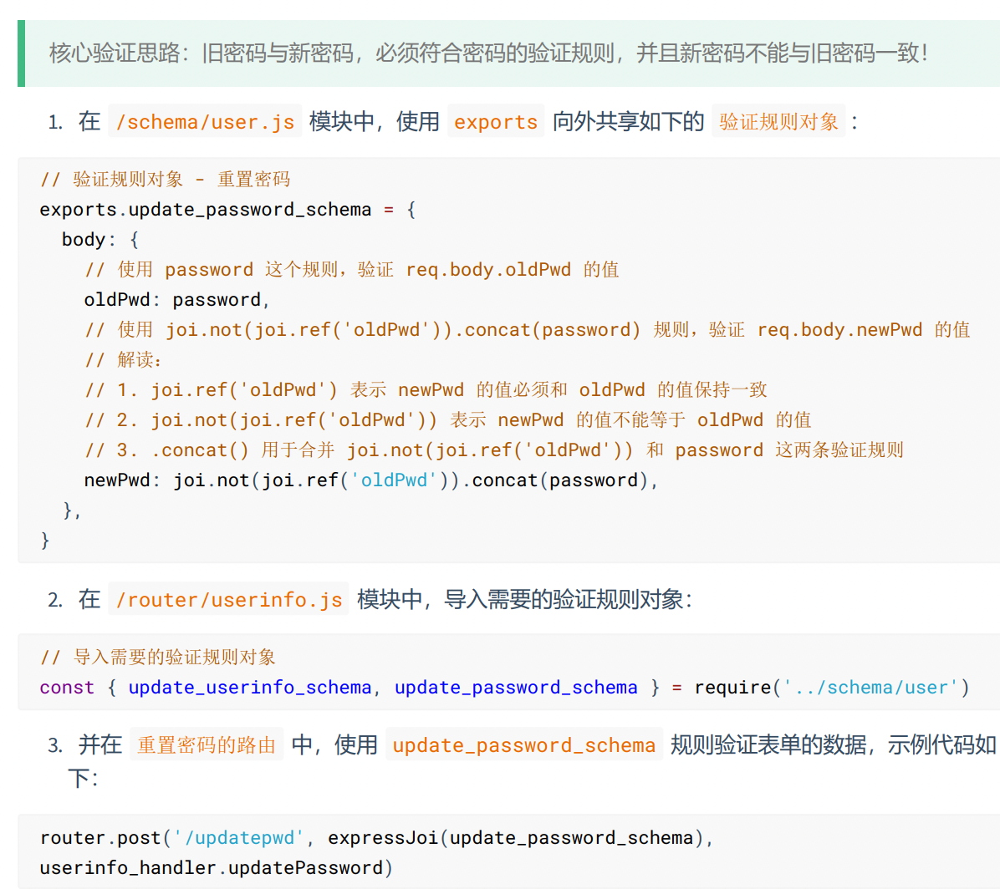 核心验证思路：旧密码与新密码，必须符合密码的验证规则，并且新密码不能与旧密码一致！
1. 在 /schema/user.js 模块中，使用 exports 向外共享如下的 验证规则对象 ：
// 验证规则对象 - 重置密码
exports.update_password_schema = {
  body: {
    // 使用 password 这个规则，验证 req.body.oldPwd 的值
    oldPwd: password,
    // 使用 joi.not(joi.ref('oldPwd')).concat(password) 规则，验证 req.body.newPwd 的值
    // 解读：
    // 1. joi.ref('oldPwd') 表示 newPwd 的值必须和 oldPwd 的值保持一致
    // 2. joi.not(joi.ref('oldPwd')) 表示 newPwd 的值不能等于 oldPwd 的值
    // 3. .concat() 用于合并 joi.not(joi.ref('oldPwd')) 和 password 这两条验证规则
    newPwd: joi.not(joi.ref('oldPwd')).concat(password),
  },
}
2. 在 /router/userinfo.js 模块中，导入需要的验证规则对象：
// 导入需要的验证规则对象
const { update_userinfo_schema, update_password_schema } = require('../schema/user')
3. 并在 重置密码的路由 中，使用 update_password_schema 规则验证表单的数据，示例代码如
下：
router.post('/updatepwd', expressJoi(update_password_schema),
userinfo_handler.updatePassword)